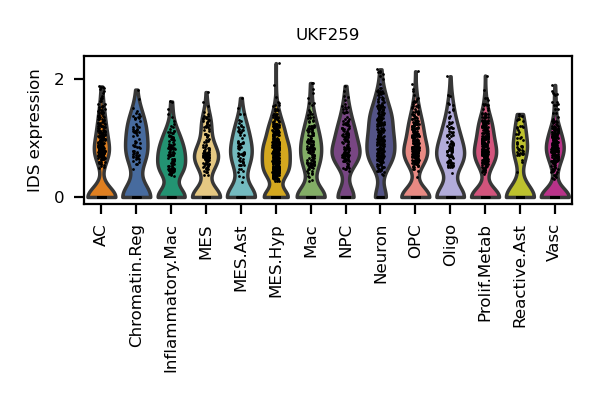 UKF259
IDS expression
2
0
AC
Chromatin.Reg
Inflammatory.Mac
MES
MES.Ast
MES.Hyp
Mac
NPC
Neuron
OPC
Oligo
Prolif.Metab
Reactive.Ast
Vasc